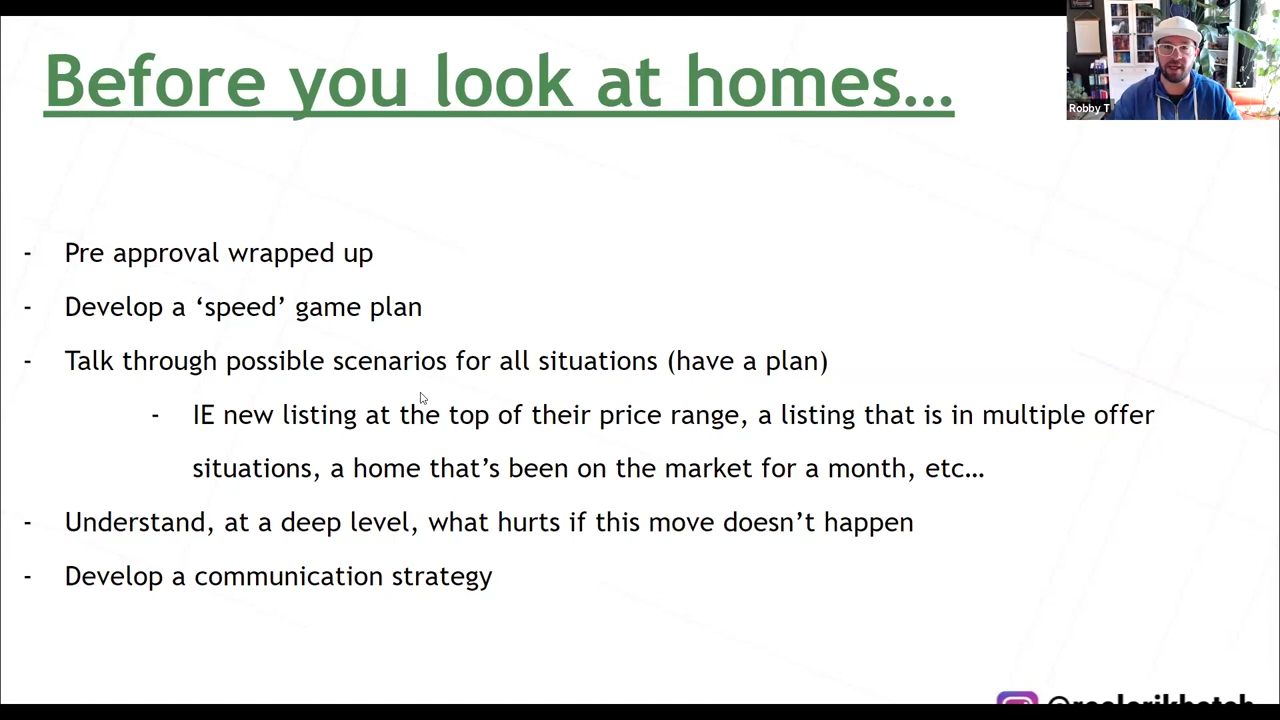 Before you look at homes...
Robby T
- Pre approval wrapped up
- Develop a ‘speed’ game plan
- Talk through possible scenarios for all situations (have a plan)
- IE new listing at the top of their price range, a listing that is in multiple offer
situations, a home that’s been on the market for a month, etc…
- Understand, at a deep level, what hurts if this move doesn’t happen
- Develop a communication strategy